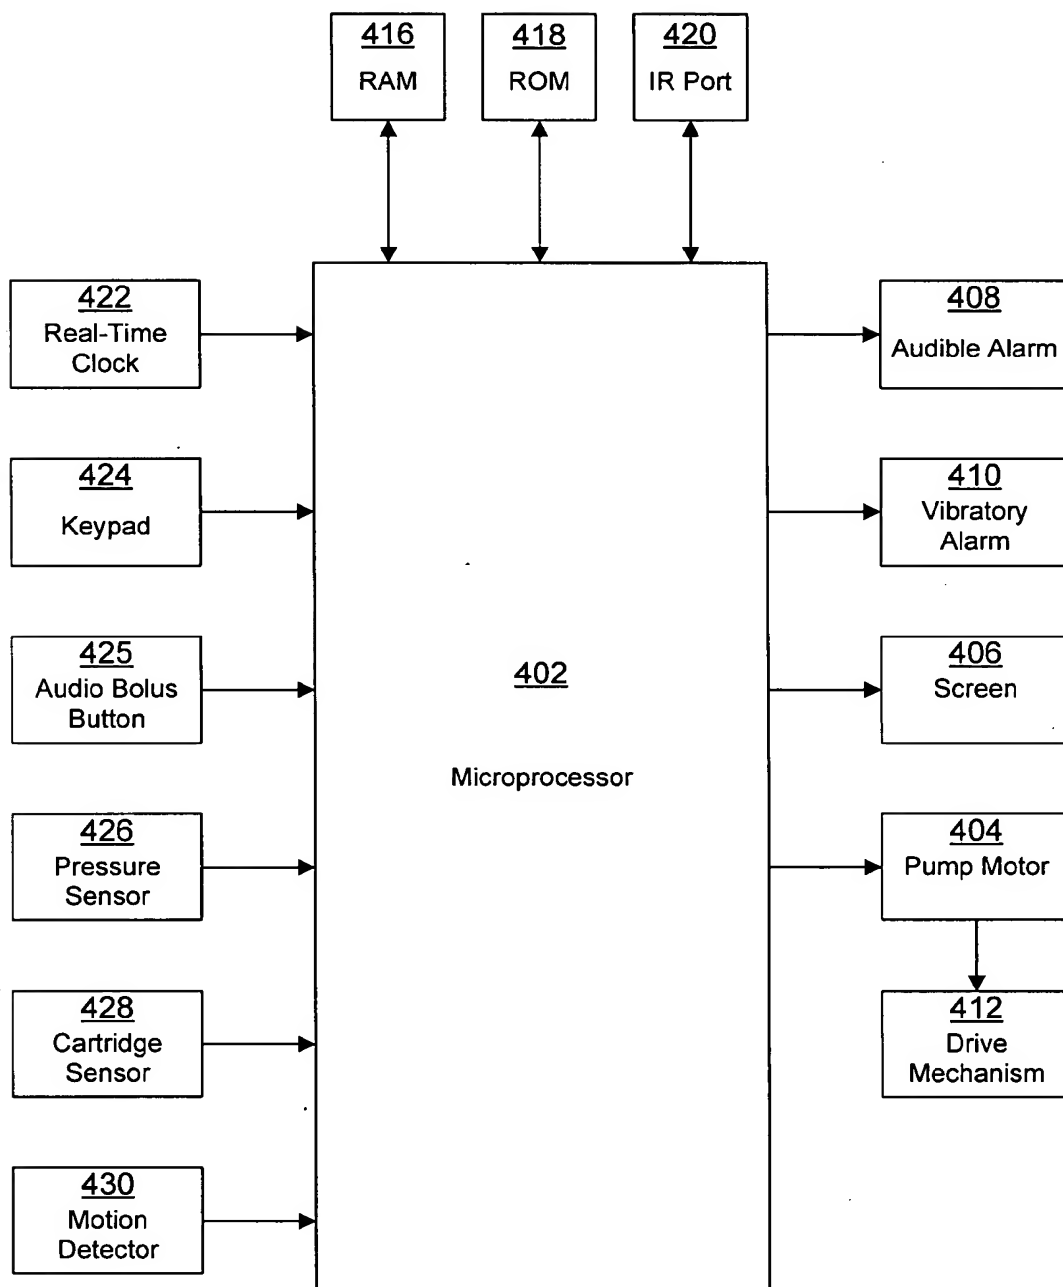 416
RAM
418
ROM
420
IR Port
422
Real-Time
Clock
424
Keypad
425
Audio Bolus
Button
426
Pressure
Sensor
428
Cartridge
Sensor
430
Motion
Detector
402
Microprocessor
408
Audible Alarm
410
Vibratory
Alarm
406
Screen
404
Pump Motor
412
Drive
Mechanism